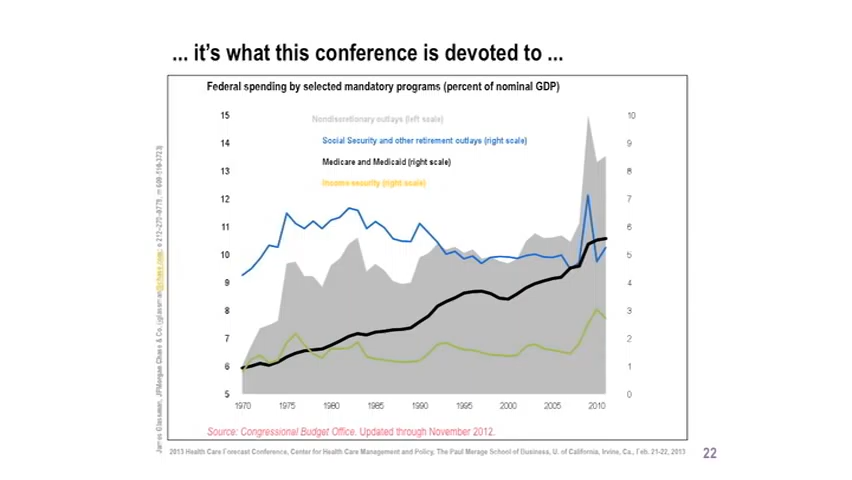 ... it's what this conference is devoted to ...
Federal spending by selected mandatory programs (percent of nominal GDP)
Nondiscretionary outlays (left scale)
Social Security and other retirement outlays (right scale)
Medicare and Medicaid (right scale)
Income security (right scale)
15
14
13
12
11
10
9
8
7
6
5
10
9
8
7
6
5
4
3
2
1
0
1970 1975 1980 1985 1990 1995 2000 2005 2010
Source: Congressional Budget Office. Updated through November 2012.
James Glassman, JPMorgan Chase & Co.
2013 Health Care Forecast Conference, Center for Health Care Management and Policy, The Paul Merage School of Business, U. of California, Irvine, Ca., Feb. 21-22, 2013
22